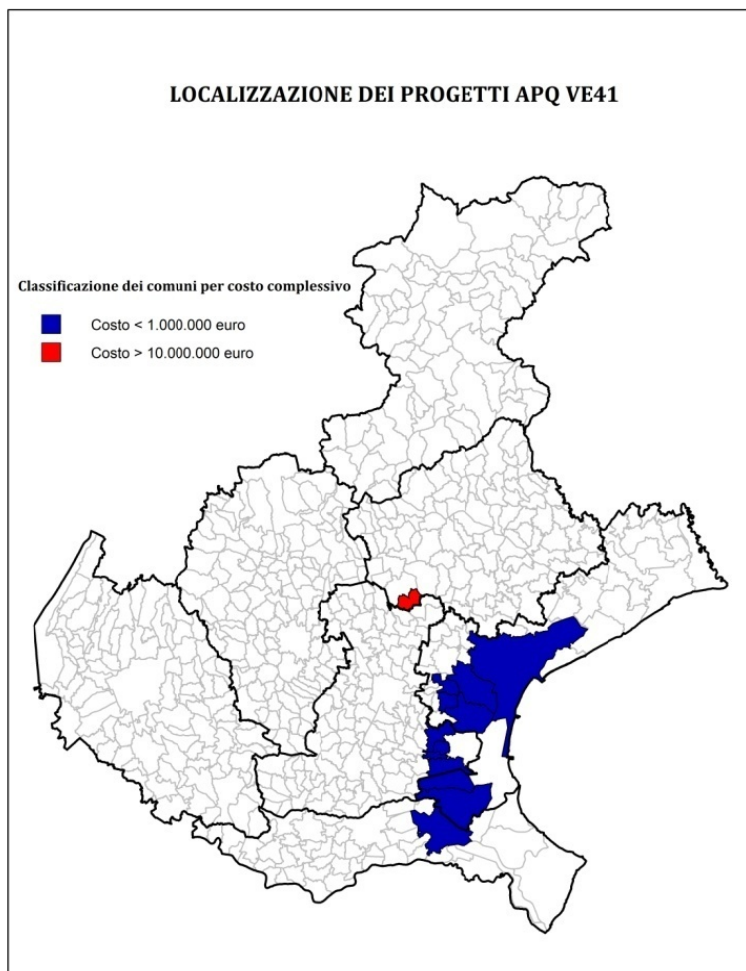 LOCALIZZAZIONE DEI PROGETTI APQ VE41
Classificazione dei comuni per costo complessivo
Costo < 1.000.000 euro
Costo > 10.000.000 euro